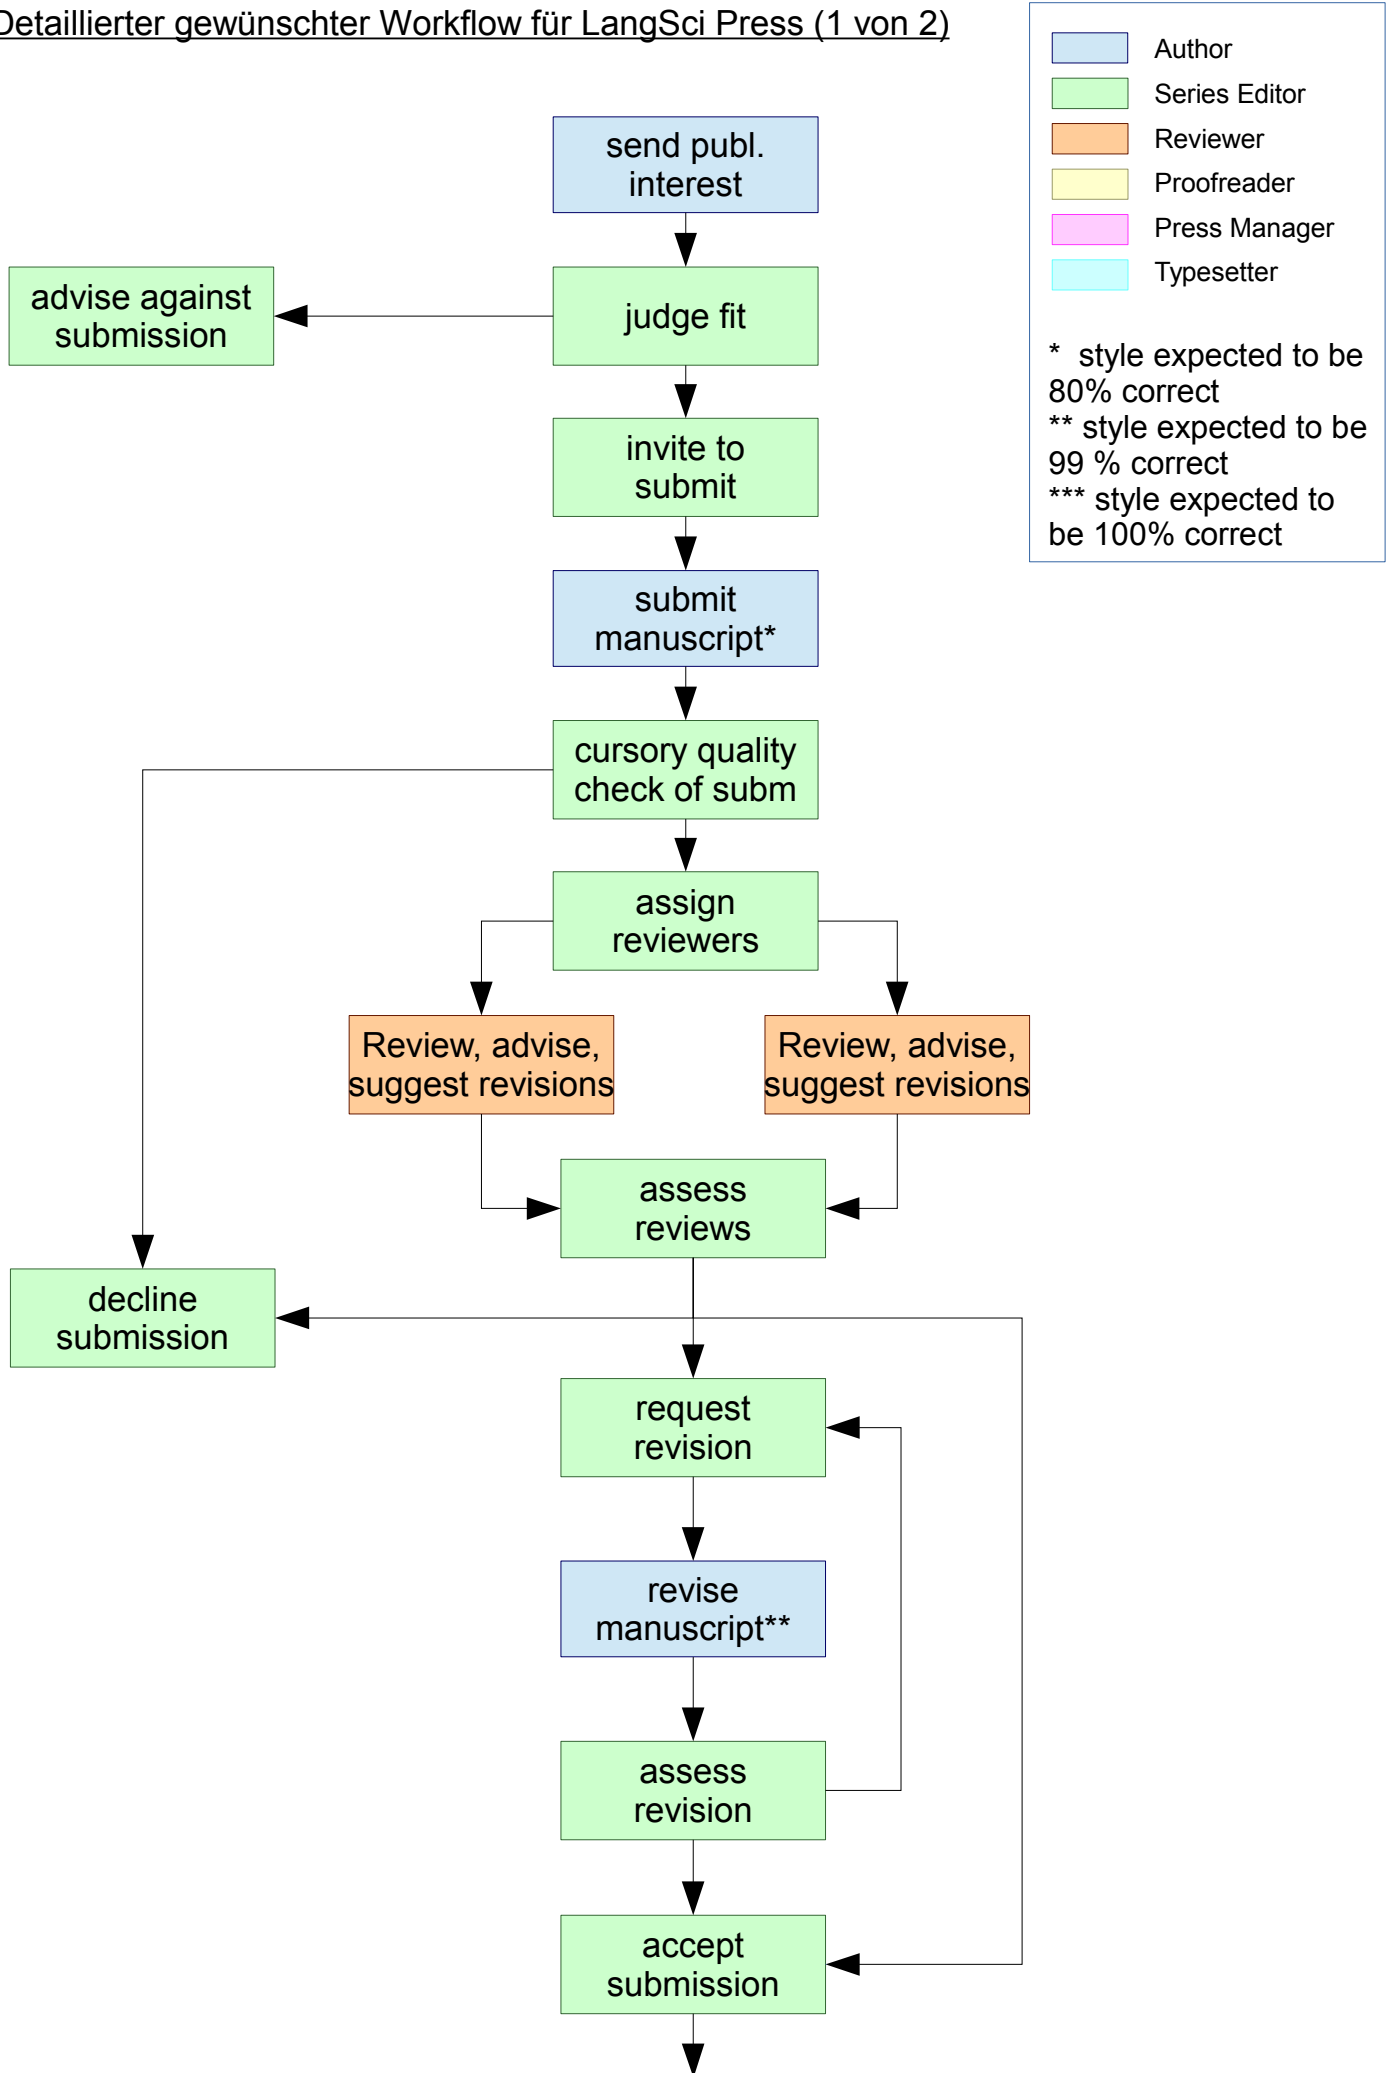 Detaillierter gewünschter Workflow für LangSci Press (1 von 2)
Author
Series Editor
Reviewer
Proofreader
Press Manager
Typesetter
* style expected to be
80% correct
** style expected to be
99 % correct
*** style expected to
be 100% correct
send publ.
interest
advise against
submission
judge fit
invite to
submit
submit
manuscript*
cursory quality
check of subm
assign
reviewers
Review, advise,
suggest revisions
Review, advise,
suggest revisions
assess
reviews
decline
submission
request
revision
revise
manuscript**
assess
revision
accept
submission